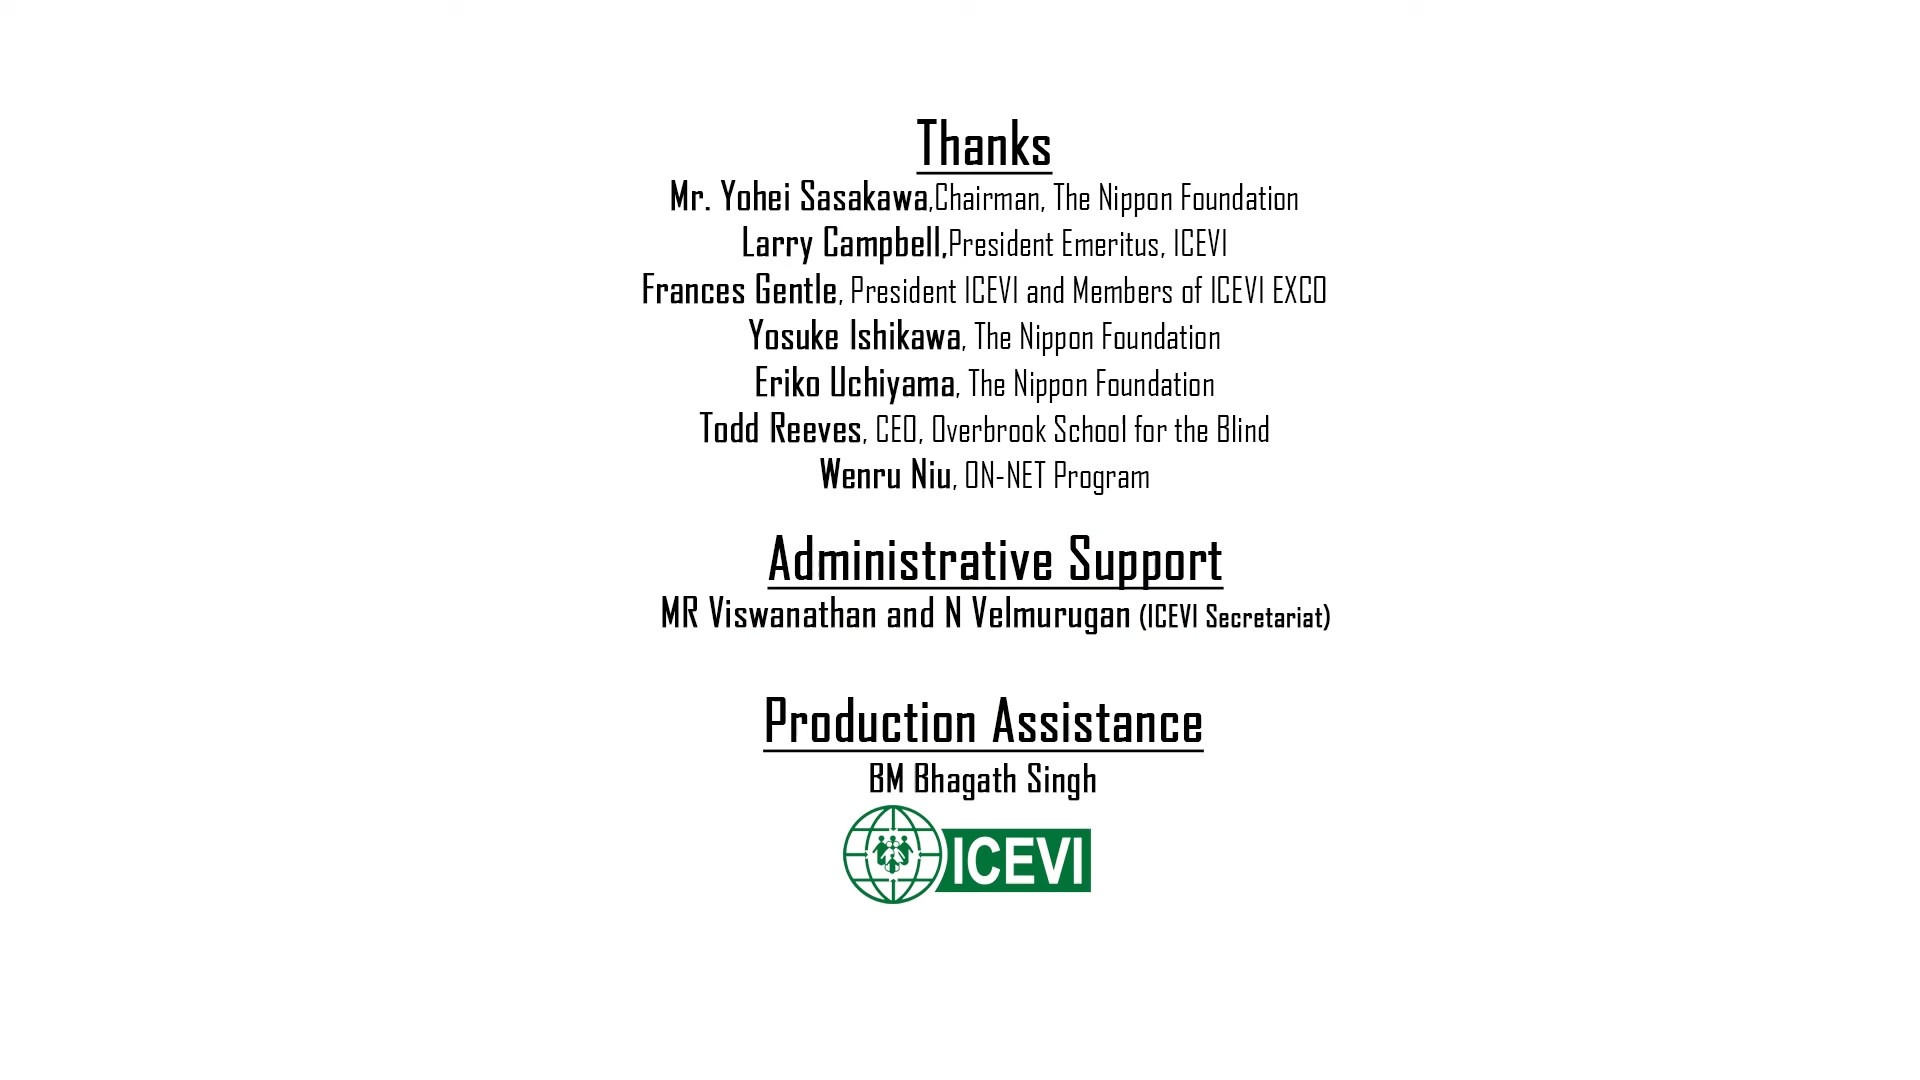 Thanks
Mr. Yohei Sasakawa,Chairman, The Nippon Foundation
Larry Campbell,President Emeritus, ICEVI
Frances Gentle, President ICEVI and Members of ICEVI EXCO
Yosuke Ishikawa, The Nippon Foundation
Eriko Uchiyama, The Nippon Foundation
Todd Reeves, CEO, Overbrook School for the Blind
Wenru Niu, ON-NET Program
Administrative Support
MR Viswanathan and N Velmurugan (ICEVI Secretariat)
Production Assistance
BM Bhagath Singh
ICEVI